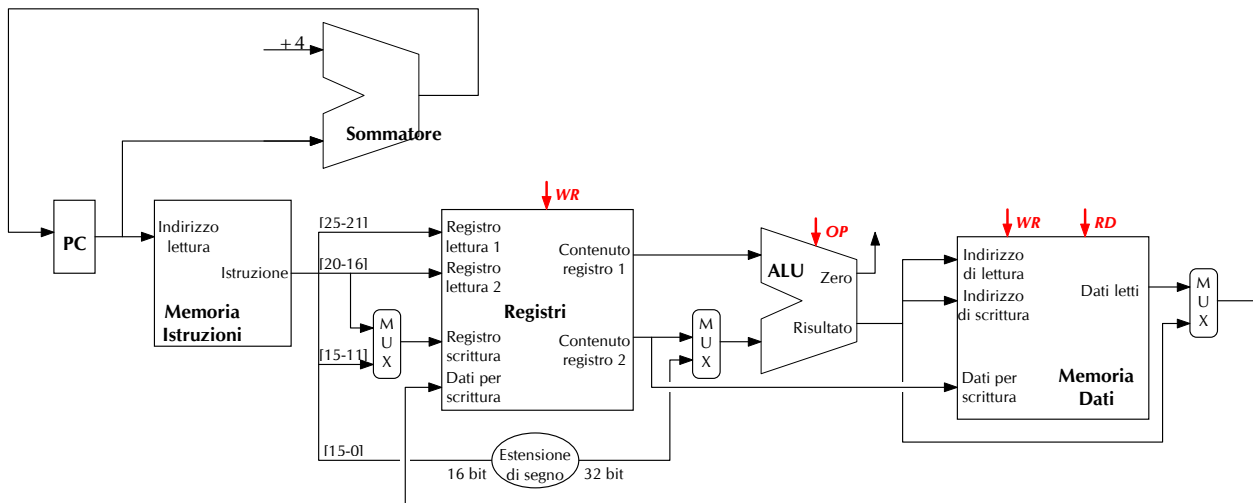 +4
Sommatore
PC
Indirizzo
lettura
Istruzione
Memoria
Istruzioni
[25-21]
[20-16]
[15-11]
[15-0]
M
U
X
WR
Registro
lettura 1
Registro
lettura 2
Registro
scrittura
Dati per
scrittura
Registri
Contenuto
registro 1
Contenuto
registro 2
16 bit
Estensione
di segno
32 bit
M
U
X
OP
ALU
Zero
Risultato
WR
RD
Indirizzo
di lettura
Indirizzo
di scrittura
Dati per
scrittura
Dati letti
Memoria
Dati
M
U
X